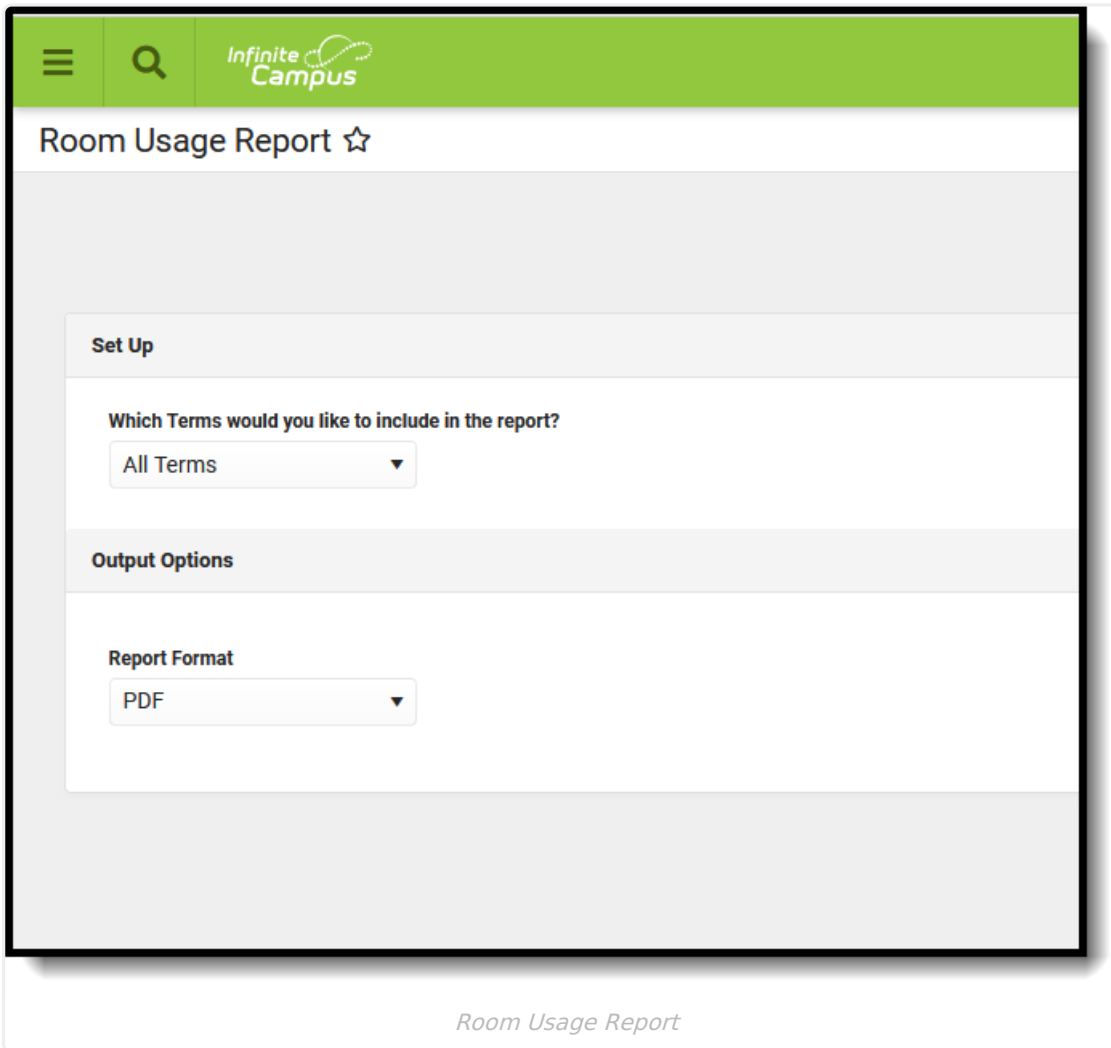 Infinite
Campus
Room Usage Report
Set Up
Which Terms would you like to include in the report?
All Terms
Output Options
Report Format
PDF
Room Usage Report